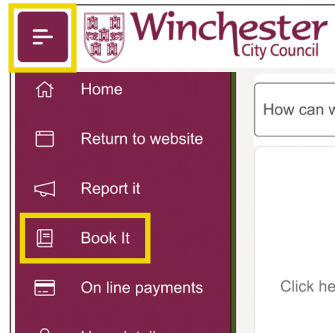 Winchester
City Council
Home
How can w
Return to website
Report it
Book It
On line payments
Click he